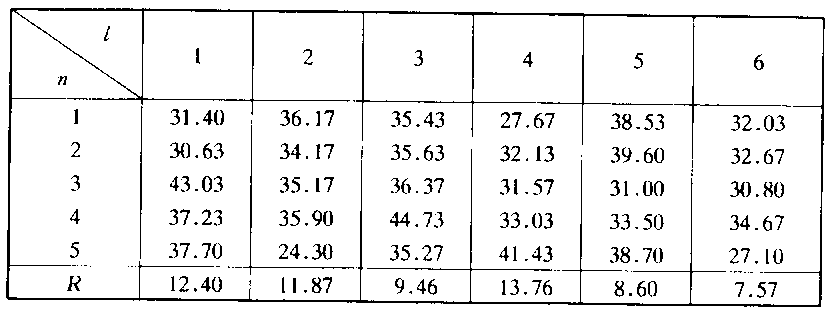 l
n 1 2 3 4 5 6
1 31.40 36.17 35.43 27.67 38.53 32.03
2 30.63 34.17 35.63 32.13 39.60 32.67
3 43.03 35.17 36.37 31.57 31.00 30.80
4 37.23 35.90 44.73 33.03 33.50 34.67
5 37.70 24.30 35.27 41.43 38.70 27.10
R 12.40 11.87 9.46 13.76 8.60 7.57